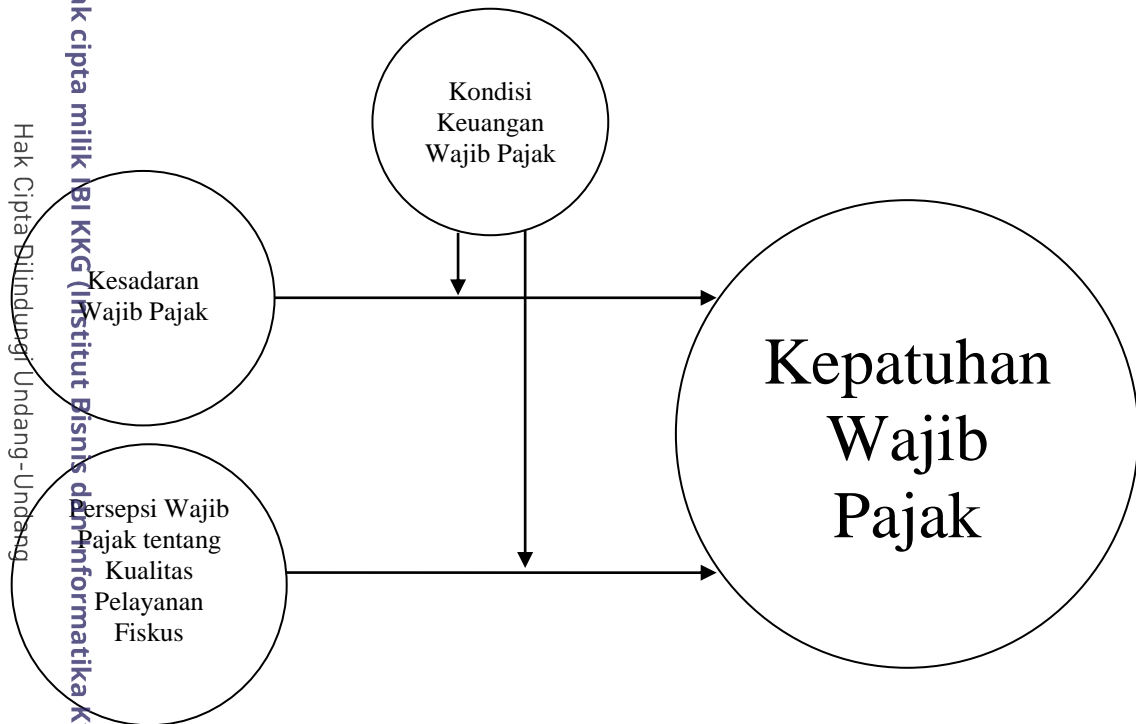 Kondisi
Keuangan
Wajib Pajak
Kesadaran
Wajib Pajak
Persepsi Wajib
Pajak tentang
Kualitas
Pelayanan
Fiskus
Kepatuhan
Wajib
Pajak
cipta milik IBI KKG (Institut Bisnis dan Informatika
Hak Cipta Dilindungi Undang-Undang